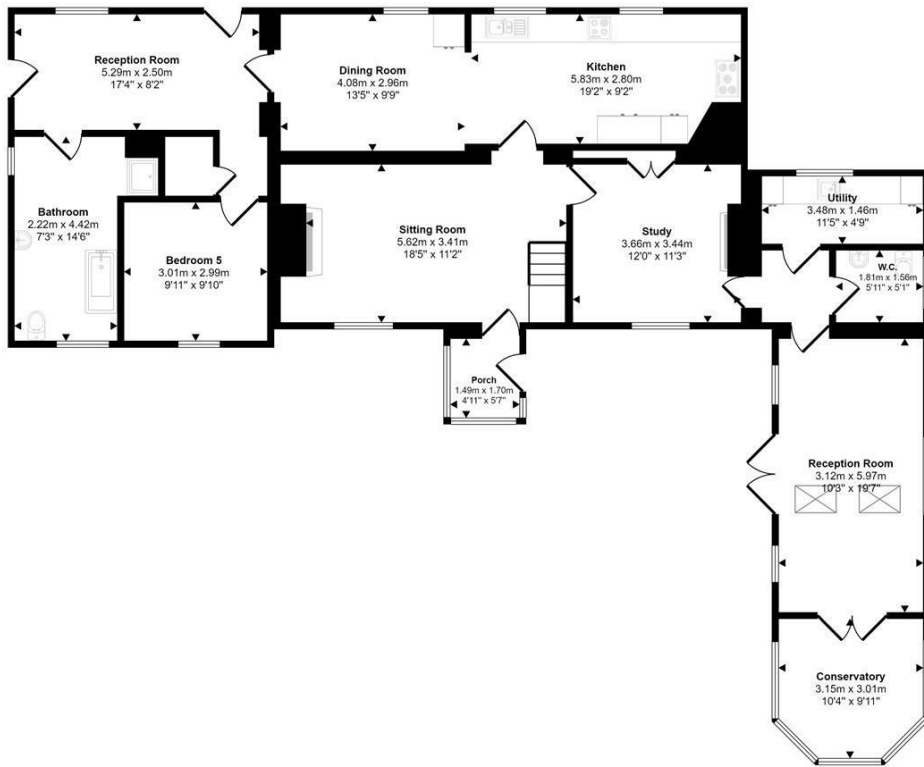 Reception Room
5.29m x 2.50m
17'4" x 8'2"
Dining Room
4.08m x 2.96m
13'5" x 9'9"
Kitchen
5.83m x 2.80m
19'2" x 9'2"
Bathroom
2.22m x 4.42m
7'3" x 14'6"
Bedroom 5
3.01m x 2.99m
9'11" x 9'10"
Sitting Room
5.62m x 3.41m
18'5" x 11'2"
Study
3.66m x 3.44m
12'0" x 11'3"
Utility
3.48m x 1.46m
11'5" x 4'9"
W.C.
1.81m x 1.56m
5'11" x 5'1"
Porch
1.49m x 1.70m
4'11" x 5'7"
Reception Room
3.12m x 5.97m
10'3" x 19'7"
Conservatory
3.15m x 3.01m
10'4" x 9'11"